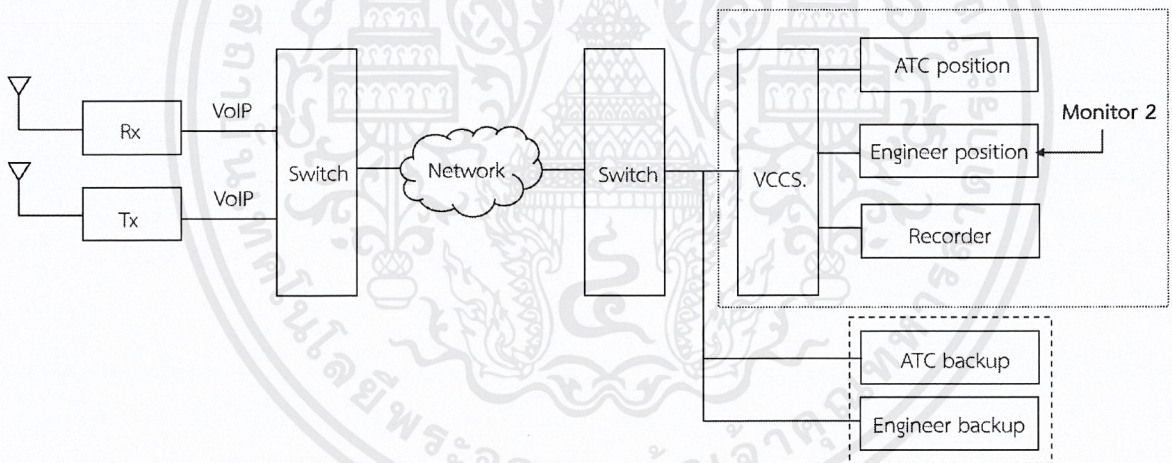 Rx
VoIP
Tx
VoIP
Switch
Network
Switch
VCCS.
ATC position
Monitor 2
Engineer position
Recorder
ATC backup
Engineer backup